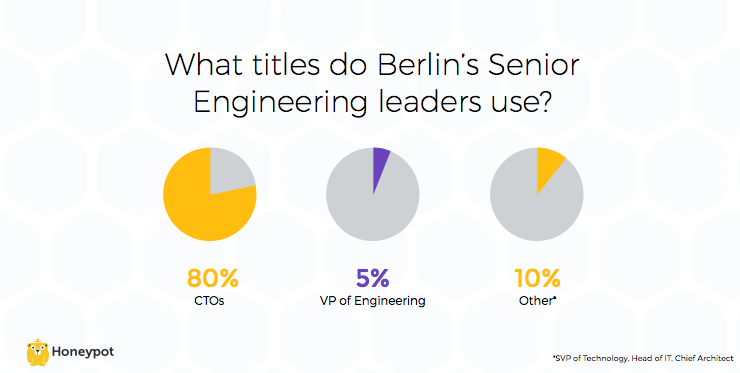 What titles do Berlin's Senior
Engineering leaders use?
80%
CTOs
5%
VP of Engineering
10%
Other*
Honeypot
*SVP of Technology, Head of IT, Chief Architect